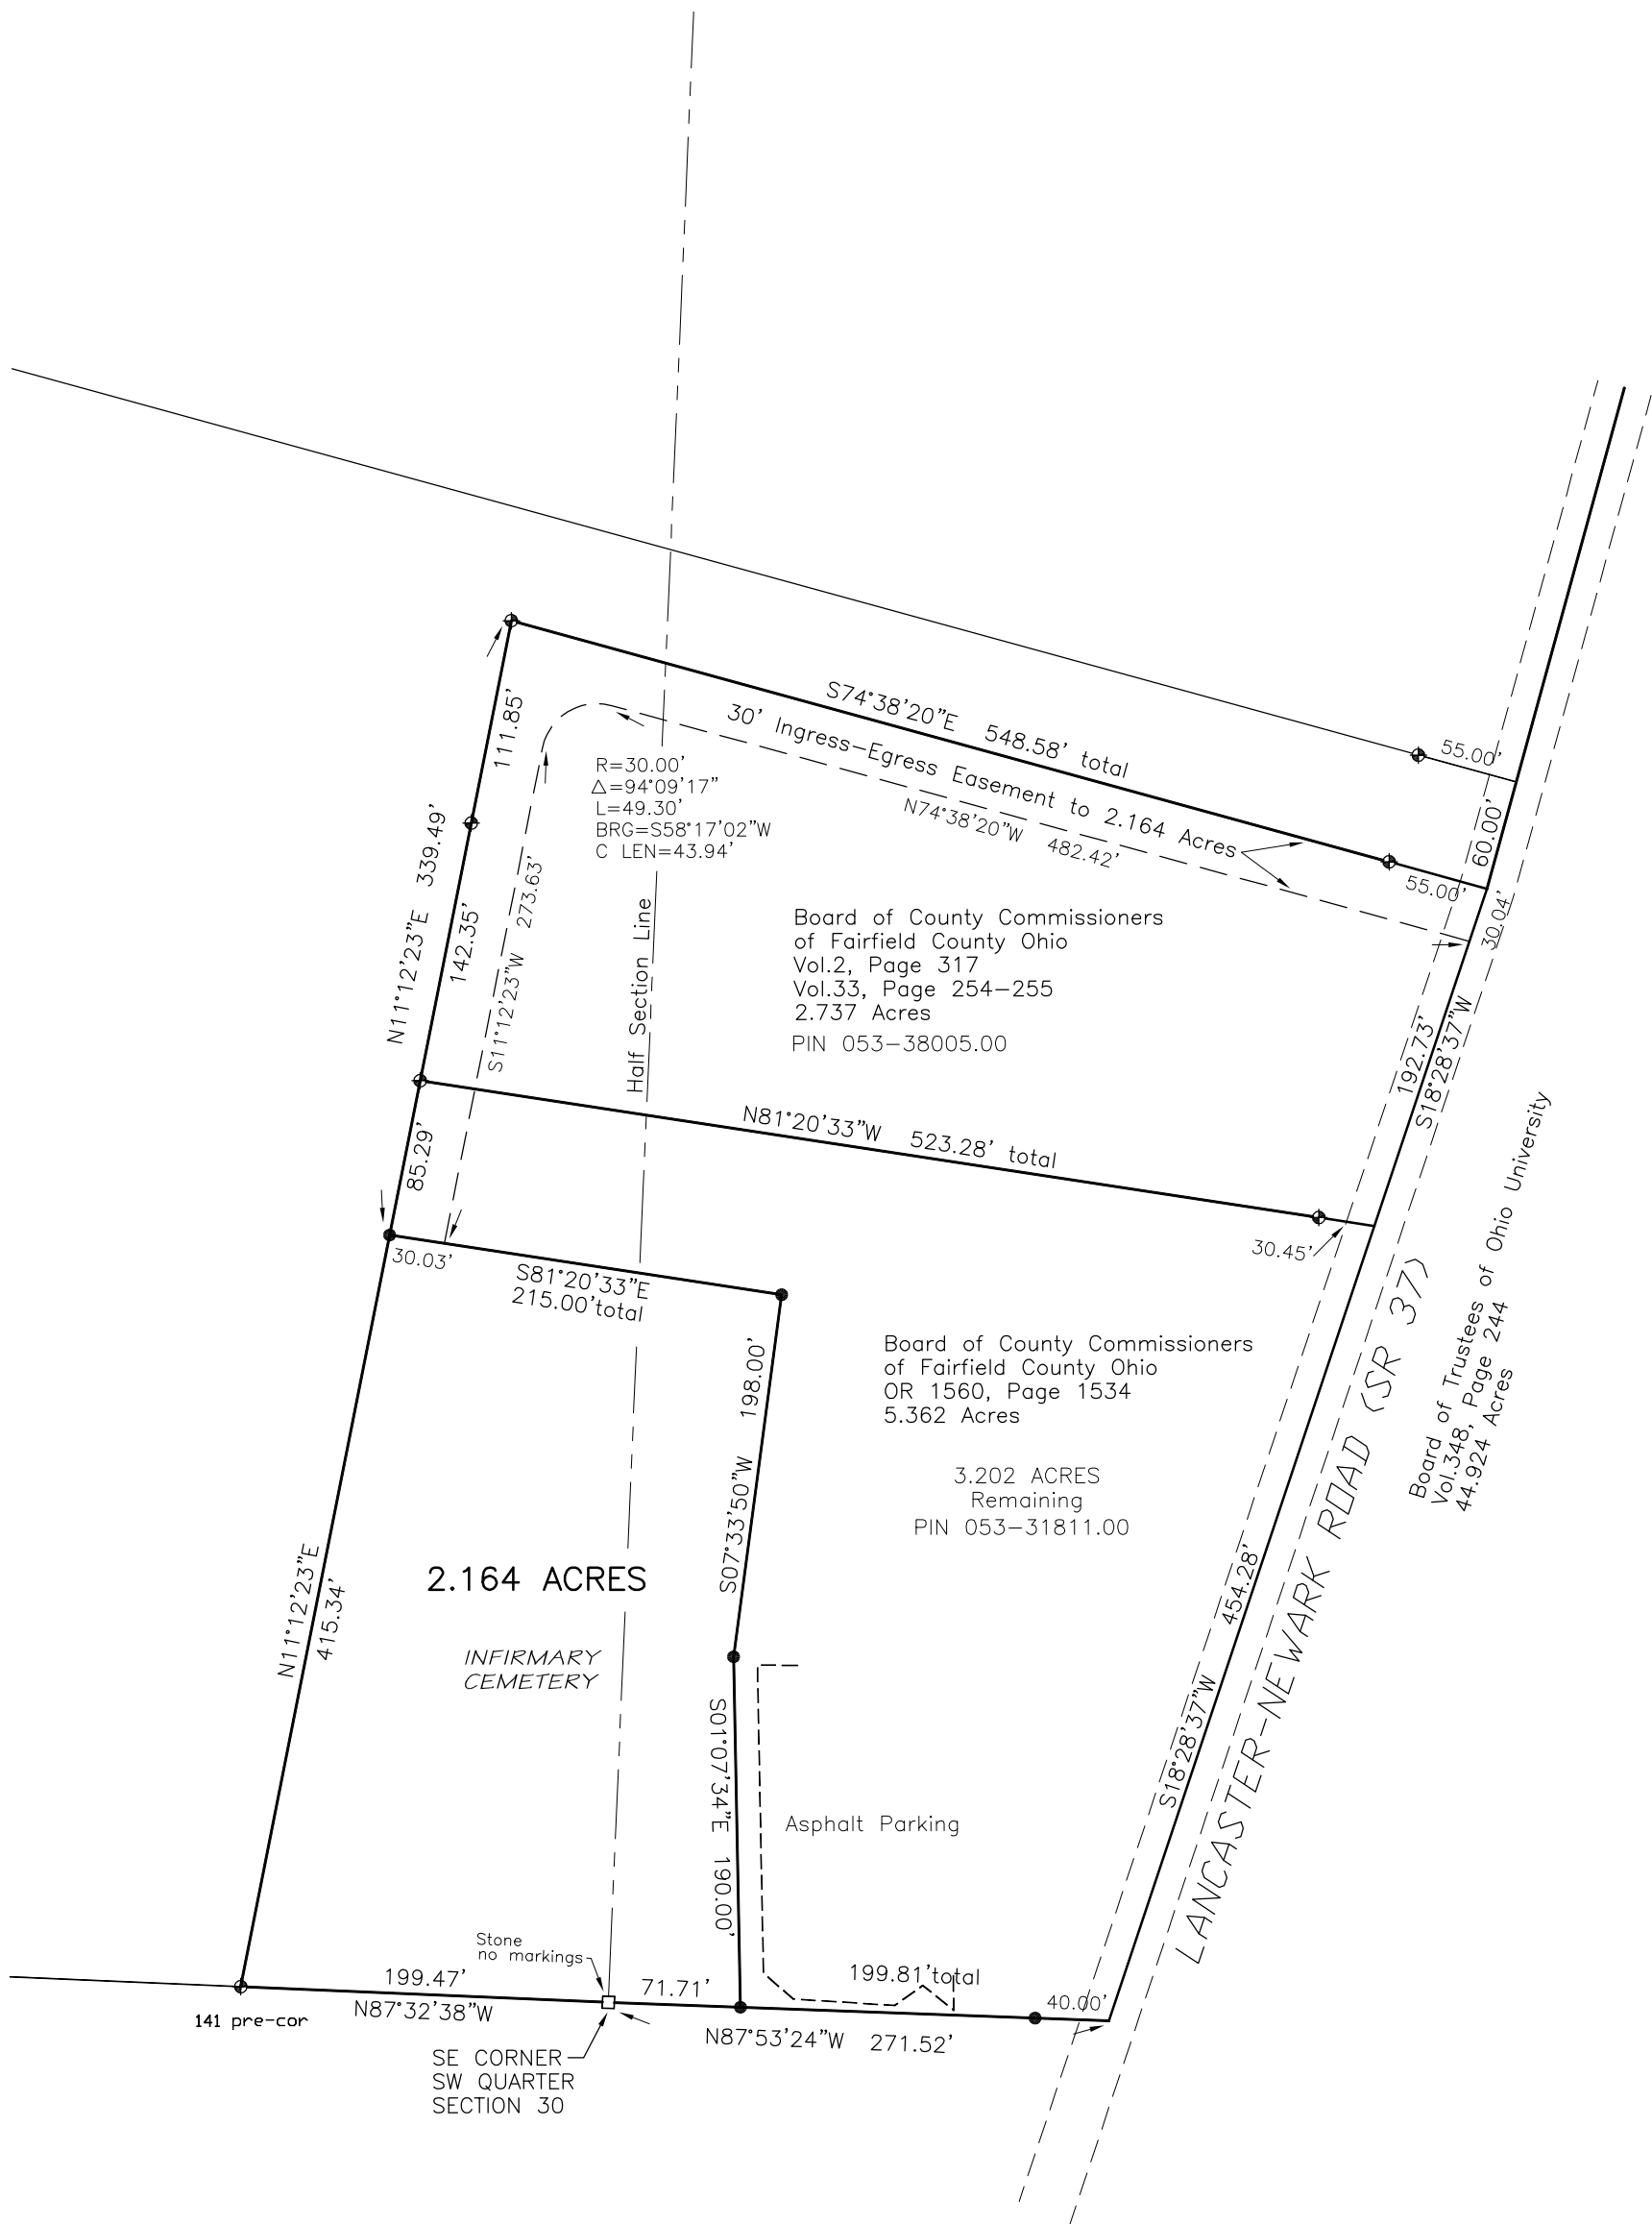 S74°38'20"E 548.58' total
30' Ingress-Egress Easement to 2.164 Acres
N74°38'20"W 482.42'
55.00'
60.00'
55.00'
30.04'
111.85'
R=30.00'
Δ=94°09'17"
L=49.30'
BRG=S58°17'02"W
C LEN=43.94'
N11°12'23"E 339.49'
142.35'
S11°12'23"W 273.63'
Half Section Line
Board of County Commissioners
of Fairfield County Ohio
Vol.2, Page 317
Vol.33, Page 254-255
2.737 Acres
PIN 053-38005.00
192.73'
S18°28'37"W
N81°20'33"W 523.28' total
85.29'
30.03'
S81°20'33"E
215.00'total
30.45'
Board of Trustees of Ohio University
Vol.348, Page 244
44.924 Acres
198.00'
S07°33'50"W
Board of County Commissioners
of Fairfield County Ohio
OR 1560, Page 1534
5.362 Acres
3.202 ACRES
Remaining
PIN 053-31811.00
LANCASTER-NEWARK ROAD (SR 37)
454.28'
S18°28'37"W
N11°12'23"E
415.34'
2.164 ACRES
INFIRMARY
CEMETERY
S01°07'34"E 190.00'
Asphalt Parking
Stone
no markings
199.47'
71.71'
199.81'total
40.00'
N87°32'38"W
N87°53'24"W 271.52'
141 pre-cor
SE CORNER
SW QUARTER
SECTION 30